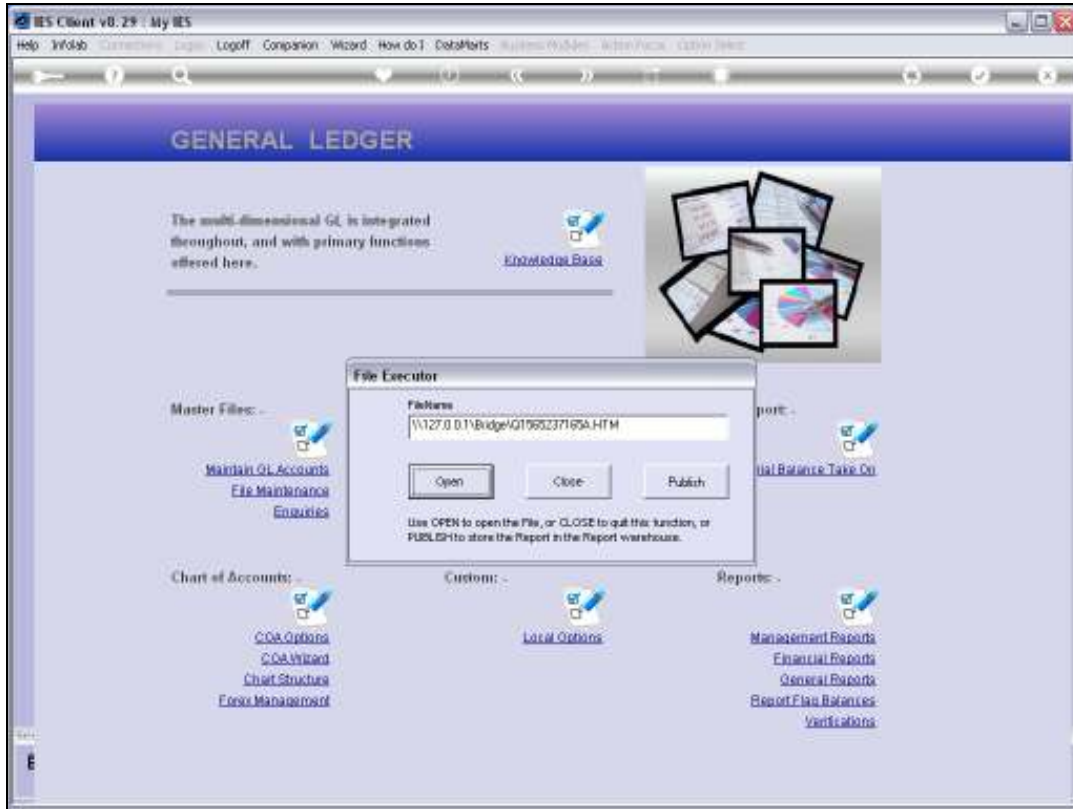 IES Client v8.29 : My IES
Help Infolab Logoff Companion Wizard How do I DataMarts
GENERAL LEDGER
The multi-dimensional GL is integrated
throughout, and with primary functions
offered here.
Knowledge Base
File Executor
FileName
\\127.0.0.1\Bridge\Q1565237165A.HTM
Open Close Publish
Use OPEN to open the File, or CLOSE to quit this function, or
PUBLISH to store the Report in the Report warehouse.
Master Files: -
Maintain GL Accounts
File Maintenance
Enquiries
port: -
ial Balance Take On
Chart of Accounts: -
COA Options
COA Wizard
Chart Structure
Forex Management
Custom: -
Local Options
Reports: -
Management Reports
Financial Reports
General Reports
Report Flag Balances
Verifications